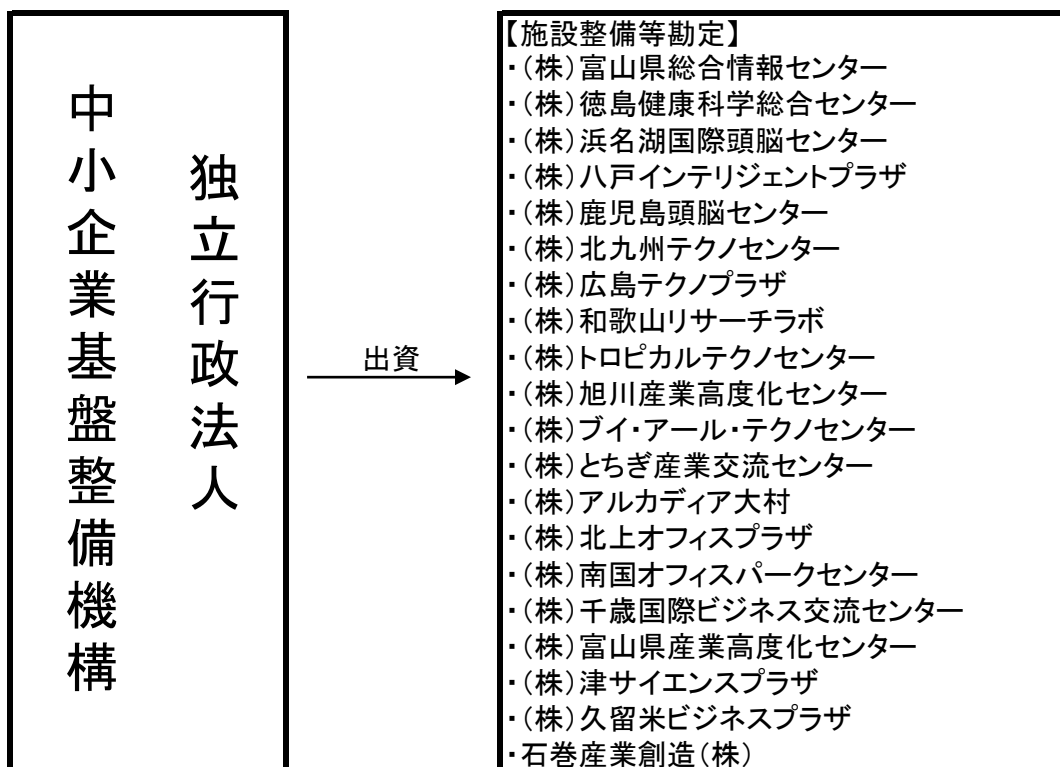 独立行政法人
中小企業基盤整備機構
出資
【施設整備等勘定】
・(株)富山県総合情報センター
・(株)徳島健康科学総合センター
・(株)浜名湖国際頭脳センター
・(株)八戸インテリジェントプラザ
・(株)鹿児島頭脳センター
・(株)北九州テクノセンター
・(株)広島テクノプラザ
・(株)和歌山リサーチラボ
・(株)トロピカルテクノセンター
・(株)旭川産業高度化センター
・(株)ブイ・アール・テクノセンター
・(株)とちぎ産業交流センター
・(株)アルカディア大村
・(株)北上オフィスプラザ
・(株)南国オフィスパークセンター
・(株)千歳国際ビジネス交流センター
・(株)富山県産業高度化センター
・(株)津サイエンスプラザ
・(株)久留米ビジネスプラザ
・石巻産業創造(株)